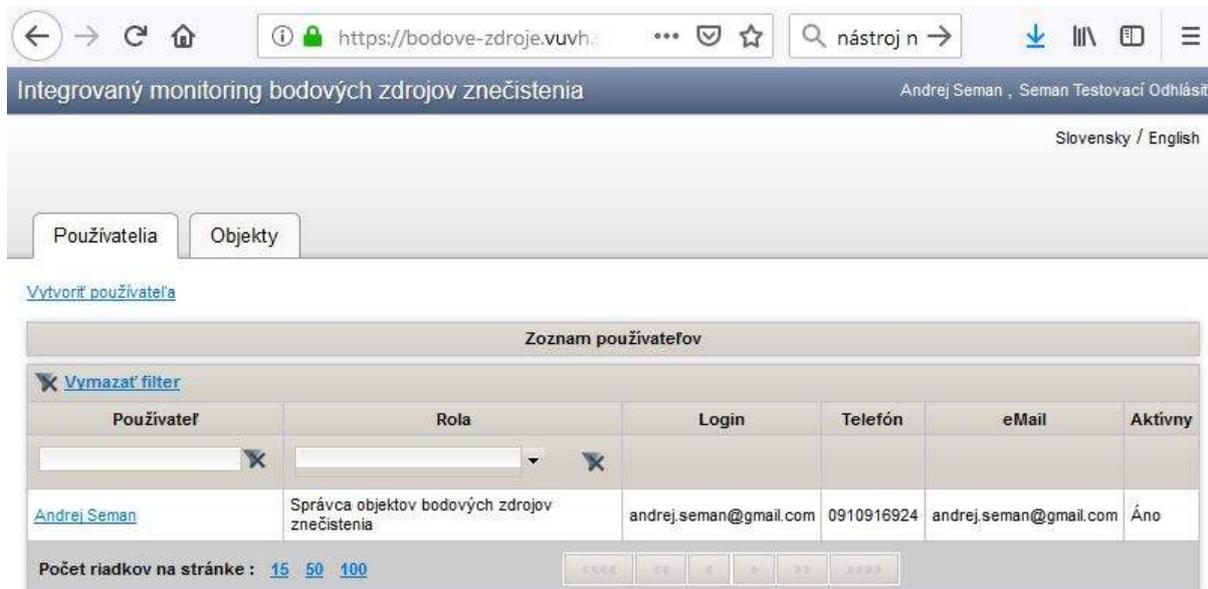 https://bodove-zdroje.vuvh. nástroj n
Integrovaný monitoring bodových zdrojov znečistenia Andrej Seman , Seman Testovací Odhlásiť
Slovensky / English
Používatelia Objekty
Vytvoriť používateľa
Zoznam používateľov
Vymazať filter
Používateľ Rola Login Telefón eMail Aktívny
Andrej Seman Správca objektov bodových zdrojov znečistenia andrej.seman@gmail.com 0910916924 andrej.seman@gmail.com Áno
Počet riadkov na stránke : 15 50 100 <<<< << < > >> >>>>